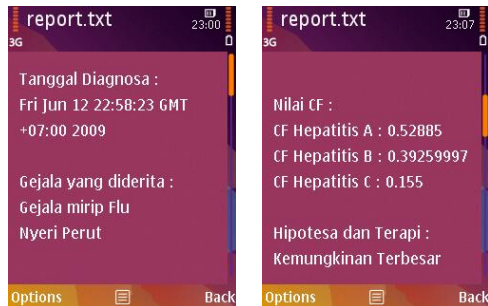 report.txt
23:00
3G
Tanggal Diagnosa :
Fri Jun 12 22:58:23 GMT
+07:00 2009
Gejala yang diderita :
Gejala mirip Flu
Nyeri Perut
Options
Back
report.txt
23:07
3G
Nilai CF :
CF Hepatitis A : 0.52885
CF Hepatitis B : 0.39259997
CF Hepatitis C : 0.155
Hipotesa dan Terapi :
Kemungkinan Terbesar
Options
Back